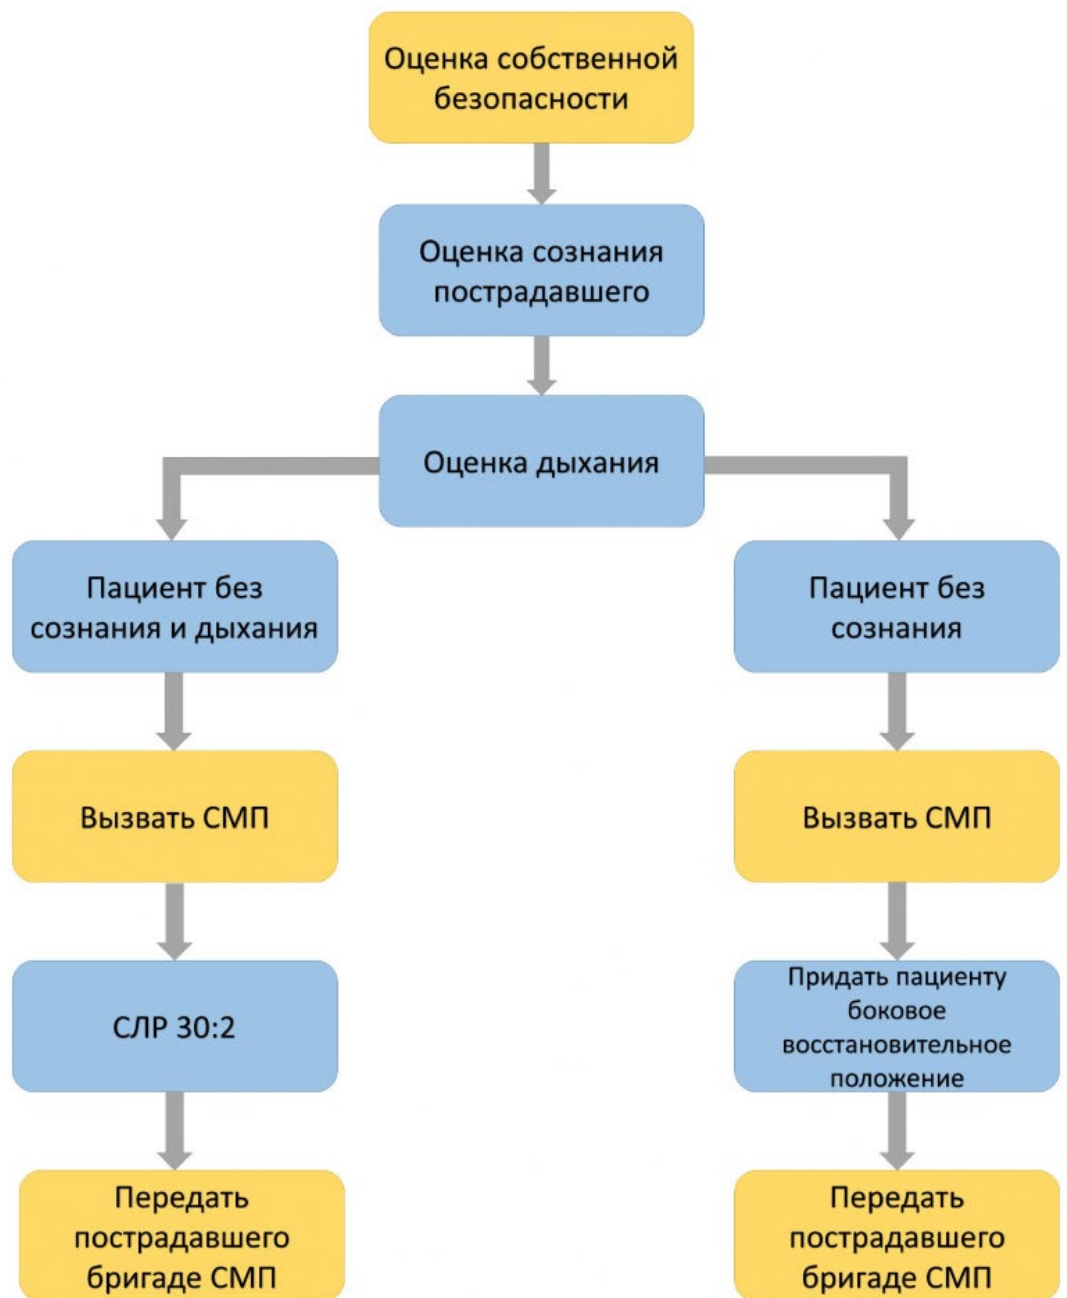 Оценка собственной
безопасности
Оценка сознания
пострадавшего
Оценка дыхания
Пациент без
сознания и дыхания
Пациент без
сознания
Вызвать СМП
Вызвать СМП
СЛР 30:2
Придать пациенту
боковое
восстановительное
положение
Передать
пострадавшего
бригаде СМП
Передать
пострадавшего
бригаде СМП